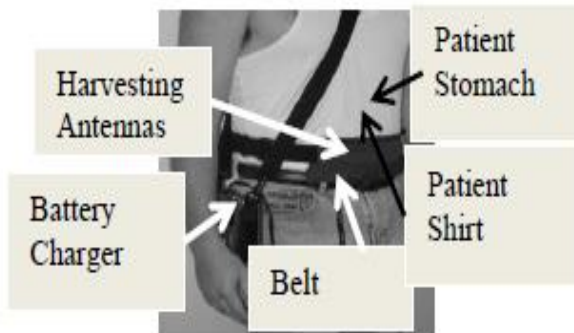 Harvesting
Antennas
Battery
Charger
Belt
Patient
Stomach
Patient
Shirt